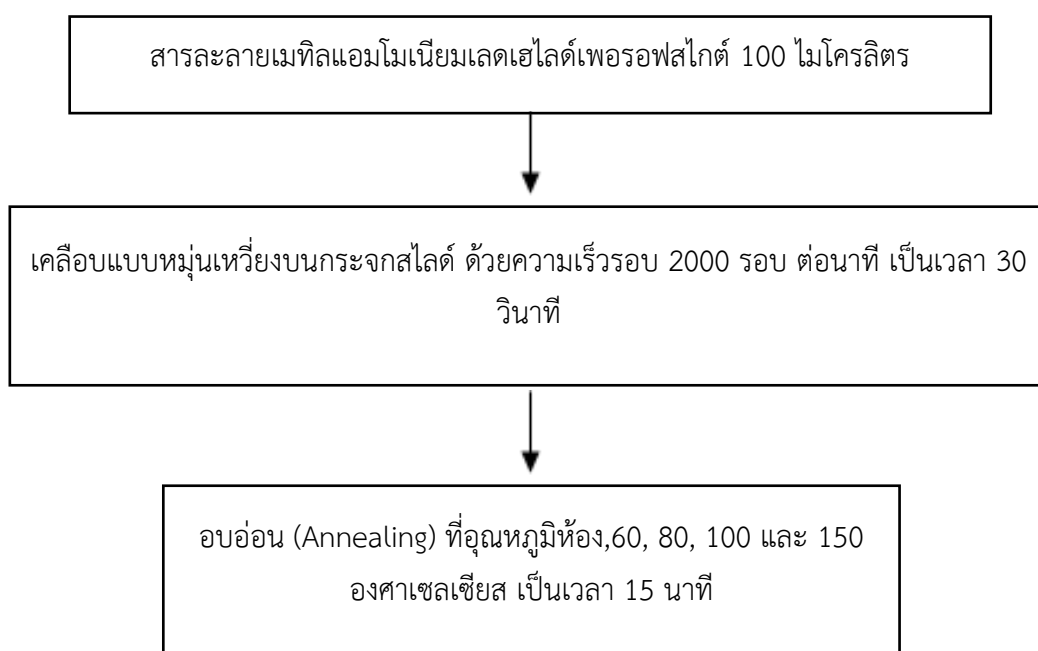 สารละลายเมทิลแอมโมเนียมเลดเฮไลด์เพอรอฟสไกต์ 100 ไมโครลิตร
เคลือบแบบหมุ่นเหวี่ยงบนกระจกสไลด์ ด้วยความเร็วรอบ 2000 รอบ ต่อนาที เป็นเวลา 30
วินาที
อบอ่อน (Annealing) ที่อุณหภูมิห้อง,60, 80, 100 และ 150
องศาเซลเซียส เป็นเวลา 15 นาที